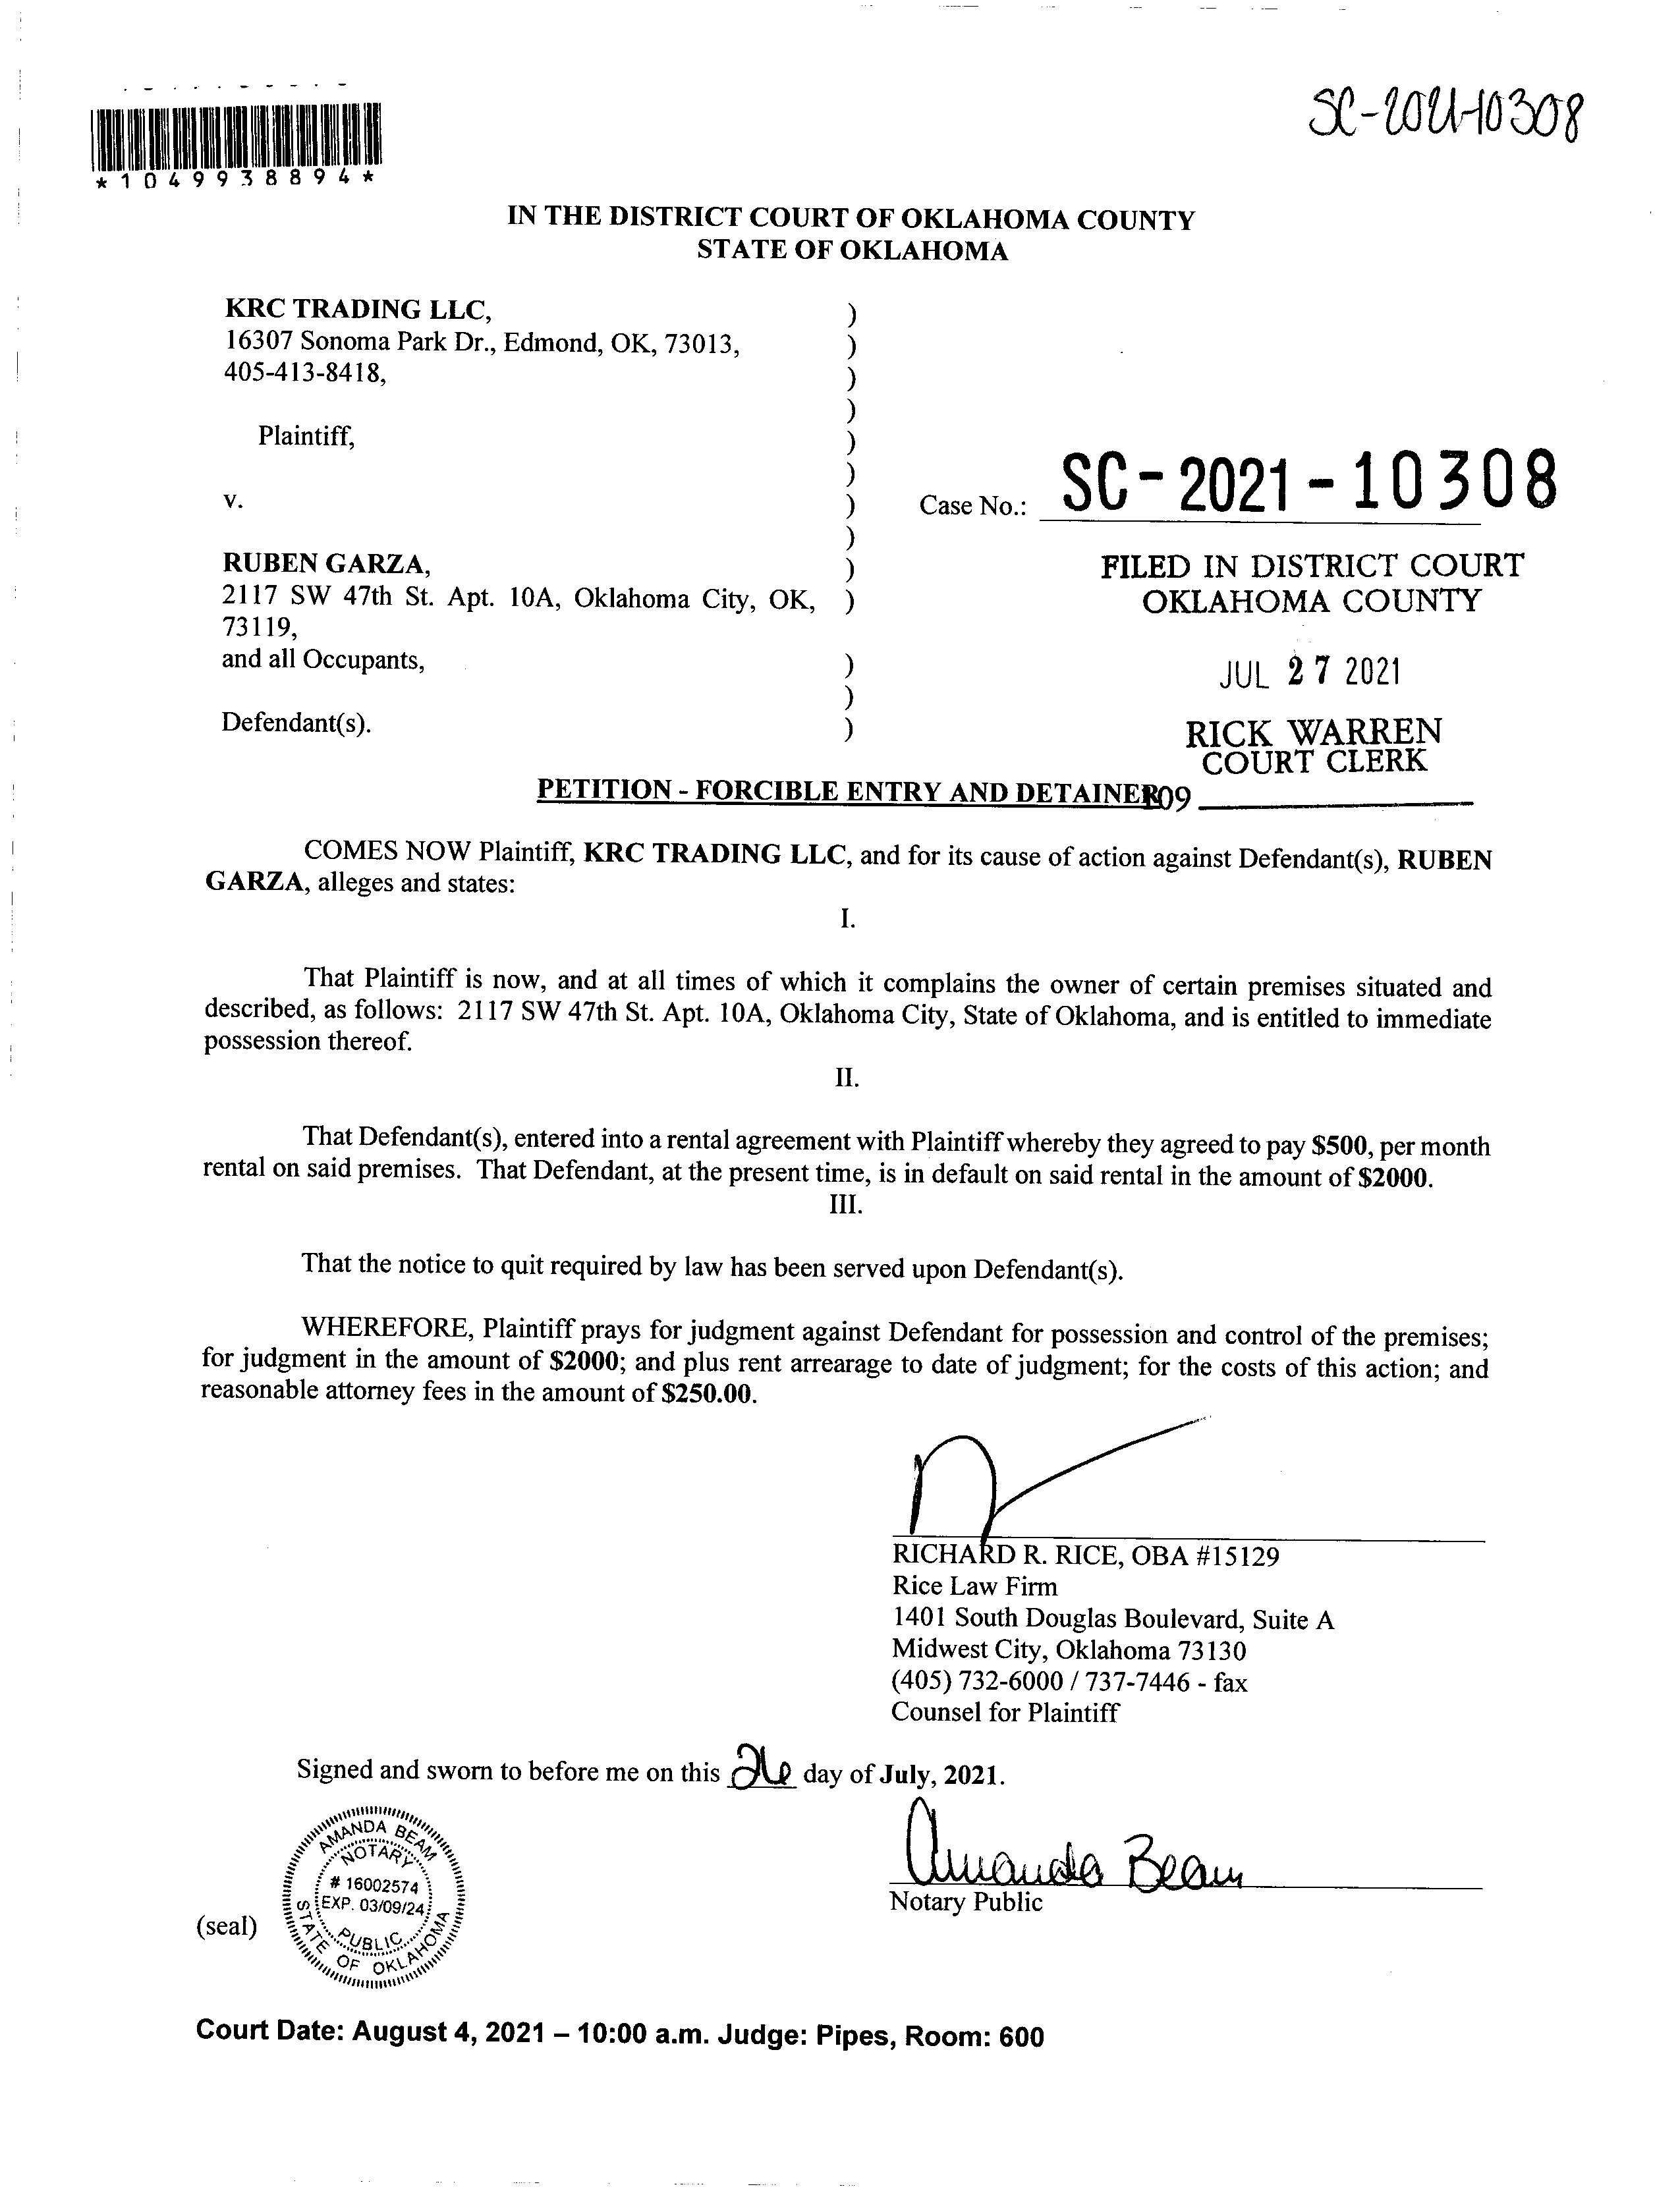 SC-2021-10308
*1049938894*
IN THE DISTRICT COURT OF OKLAHOMA COUNTY
STATE OF OKLAHOMA
KRC TRADING LLC, )
16307 Sonoma Park Dr., Edmond, OK, 73013, )
405-413-8418, )
)
Plaintiff, )
)
v. ) Case No.: SC-2021-10308
)
RUBEN GARZA, ) FILED IN DISTRICT COURT
2117 SW 47th St. Apt. 10A, Oklahoma City, OK, ) OKLAHOMA COUNTY
73119,
and all Occupants, ) JUL 27 2021
)
Defendant(s). ) RICK WARREN
COURT CLERK
PETITION - FORCIBLE ENTRY AND DETAINER 09
COMES NOW Plaintiff, KRC TRADING LLC, and for its cause of action against Defendant(s), RUBEN
GARZA, alleges and states:
I.
That Plaintiff is now, and at all times of which it complains the owner of certain premises situated and
described, as follows: 2117 SW 47th St. Apt. 10A, Oklahoma City, State of Oklahoma, and is entitled to immediate
possession thereof.
II.
That Defendant(s), entered into a rental agreement with Plaintiff whereby they agreed to pay $500, per month
rental on said premises. That Defendant, at the present time, is in default on said rental in the amount of $2000.
III.
That the notice to quit required by law has been served upon Defendant(s).
WHEREFORE, Plaintiff prays for judgment against Defendant for possession and control of the premises;
for judgment in the amount of $2000; and plus rent arrearage to date of judgment; for the costs of this action; and
reasonable attorney fees in the amount of $250.00.
RICHARD R. RICE, OBA #15129
Rice Law Firm
1401 South Douglas Boulevard, Suite A
Midwest City, Oklahoma 73130
(405) 732-6000 / 737-7446 - fax
Counsel for Plaintiff
Signed and sworn to before me on this 26 day of July, 2021.
Amanda Beam
Notary Public
(seal)
AMANDA BEAM
NOTARY
# 16002574
EXP. 03/09/24
PUBLIC
STATE OF OKLAHOMA
Court Date: August 4, 2021 – 10:00 a.m. Judge: Pipes, Room: 600